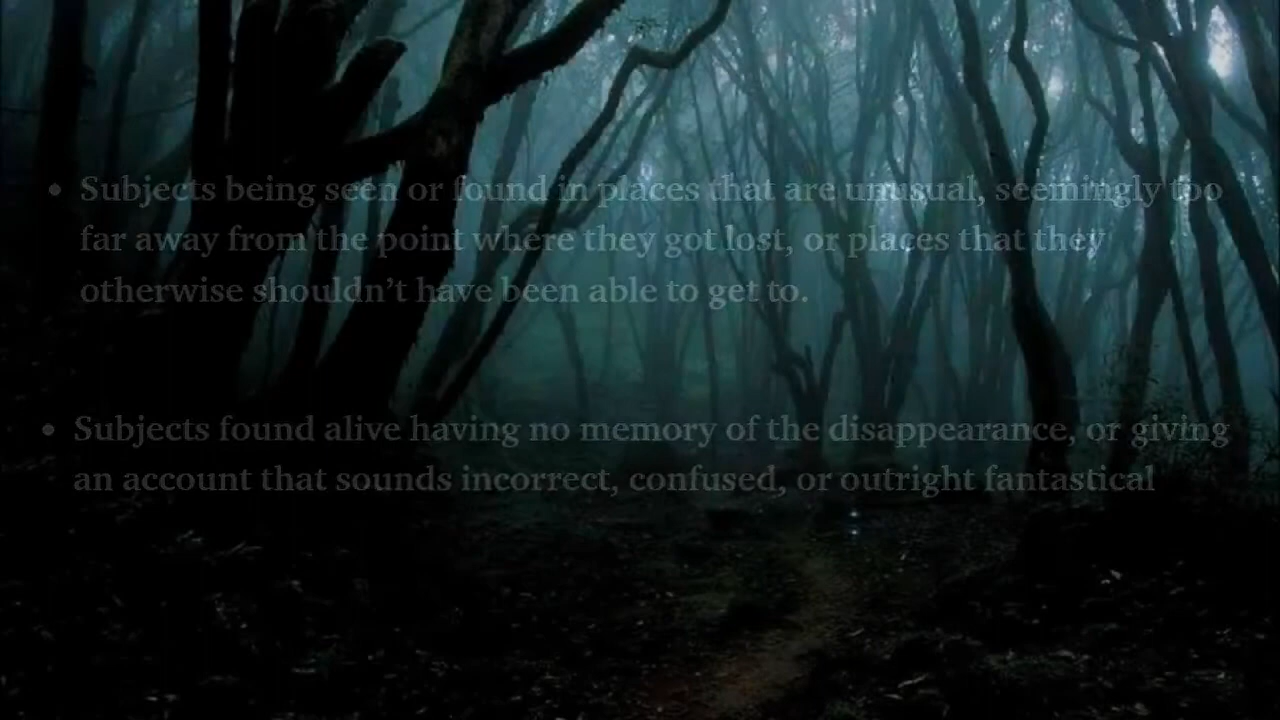 • Subjects being seen or found in places that are unusual, seemingly too
far away from the point where they got lost, or places that they
otherwise shouldn’t have been able to get to.
• Subjects found alive having no memory of the disappearance, or giving
an account that sounds incorrect, confused, or outright fantastical